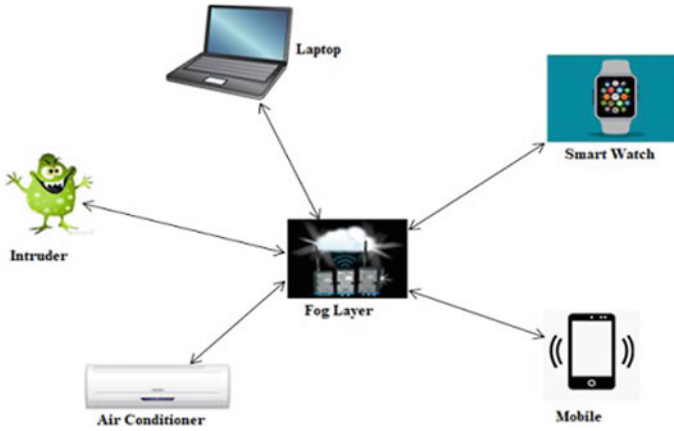 Laptop
Smart Watch
Intruder
Fog Layer
Air Conditioner
Mobile